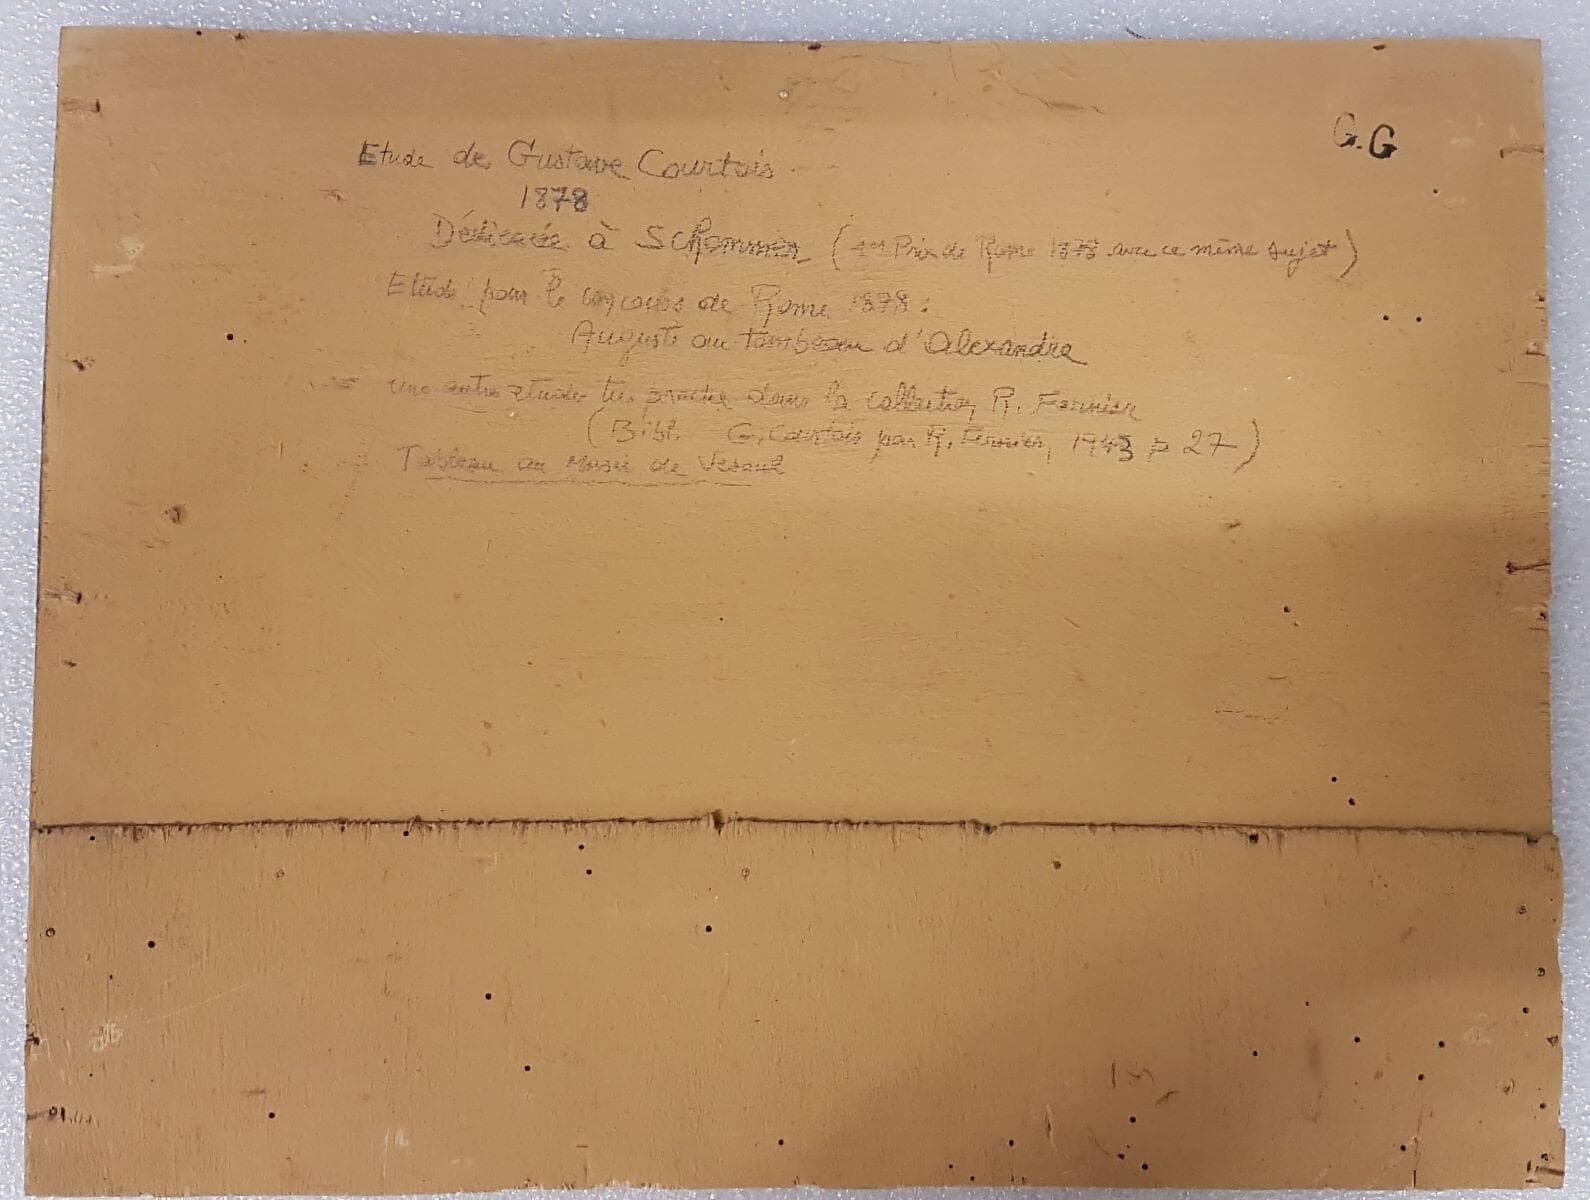 G.G
Etude de Gustave Courtois
1878
Dédicacée à Schommer (1er Prix de Rome 1878 avec ce même sujet)
Etude pour le concours de Rome 1878 :
Auguste au tombeau d'Alexandre
une autre etude très proche dans la collection R. Fernier
(Bibl. G. Courtois par R. Fernier, 1943 p 27)
Tableau au Musée de Vesoul